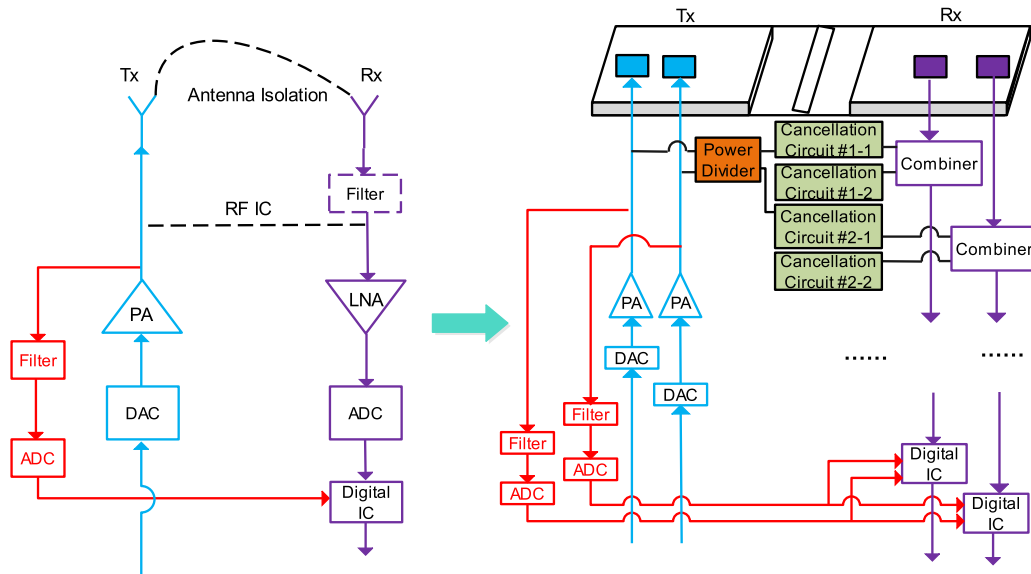 Tx
Rx
Antenna Isolation
Filter
RF IC
LNA
PA
Filter
DAC
ADC
ADC
Digital
IC
Tx
Rx
Power
Divider
Cancellation
Circuit #1-1
Cancellation
Circuit #1-2
Cancellation
Circuit #2-1
Cancellation
Circuit #2-2
Combiner
Combiner
PA
PA
DAC
DAC
......
......
Filter
Filter
ADC
ADC
Digital
IC
Digital
IC